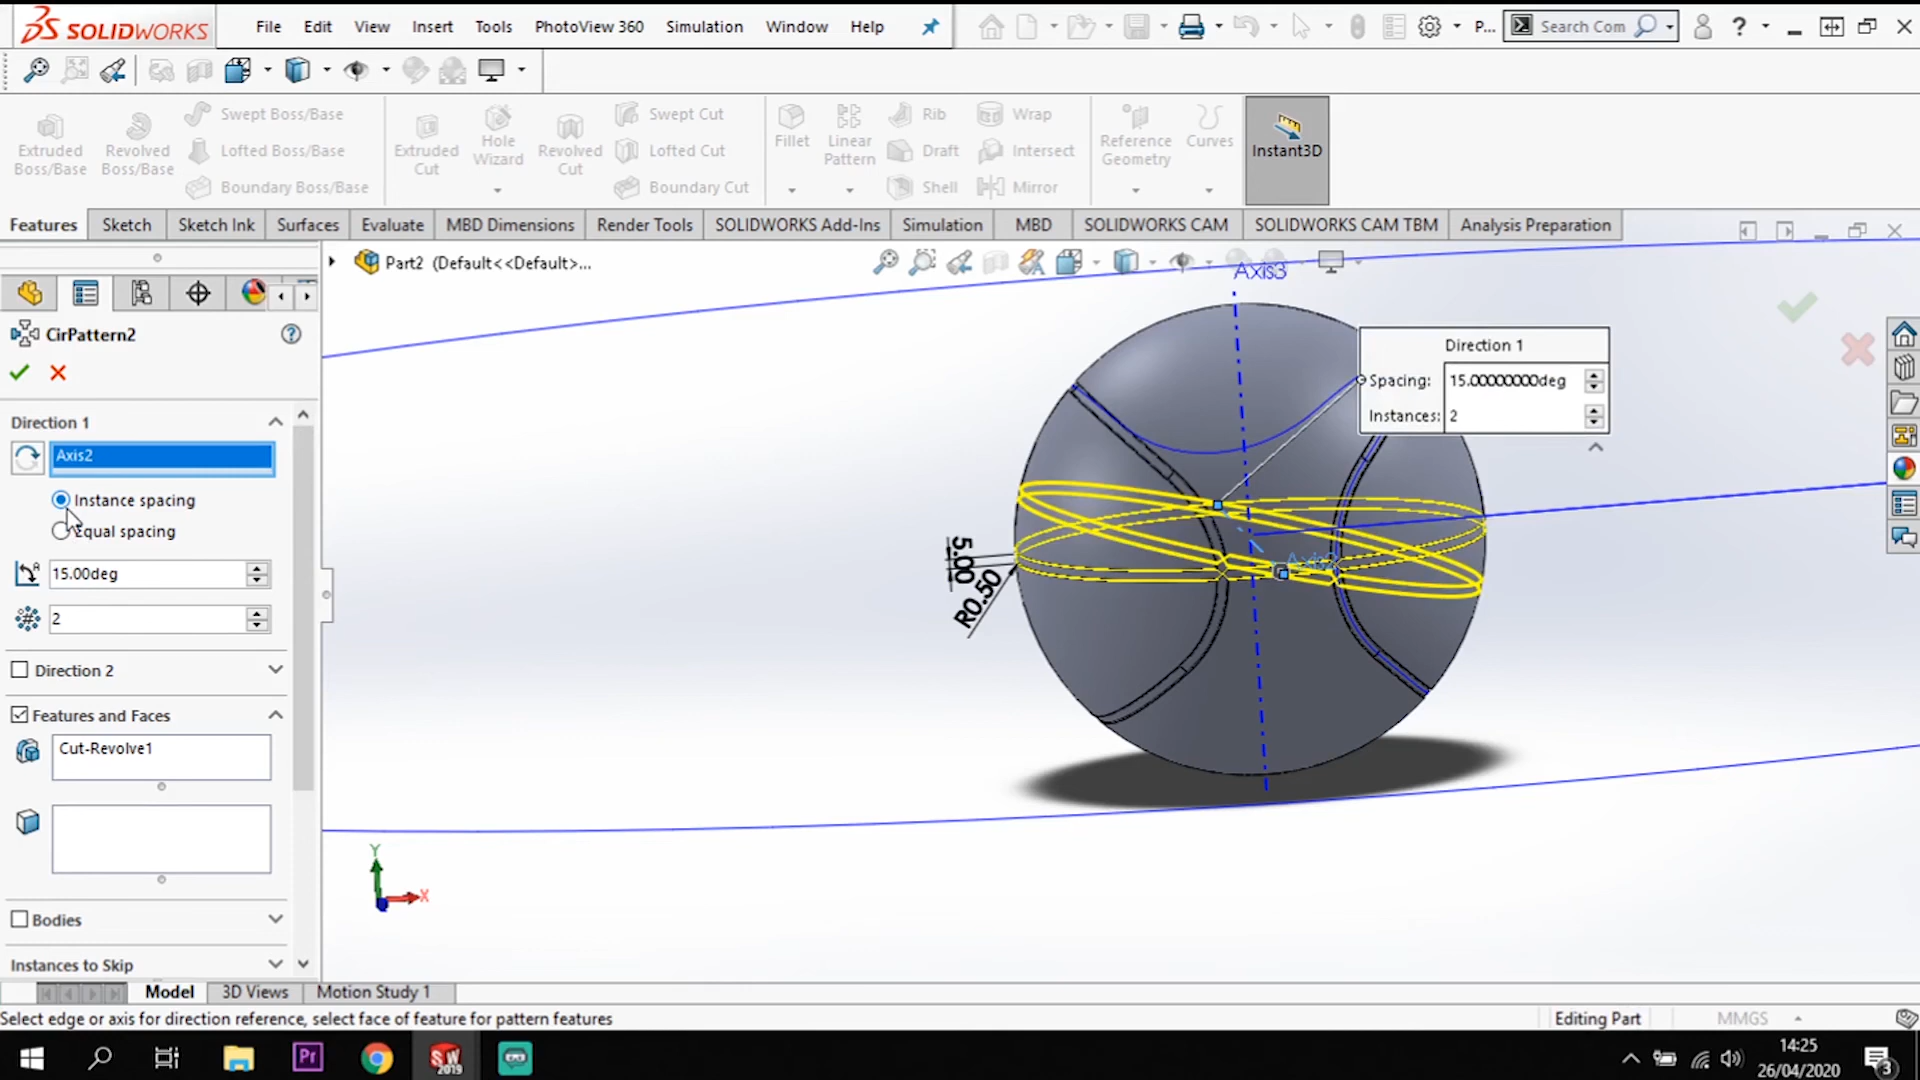 SOLIDWORKS File Edit View Insert Tools PhotoView 360 Simulation Window Help P... Search Com ?
Extruded Boss/Base
Revolved Boss/Base
Swept Boss/Base
Lofted Boss/Base
Boundary Boss/Base
Extruded Cut
Hole Wizard
Revolved Cut
Swept Cut
Lofted Cut
Boundary Cut
Fillet
Linear Pattern
Rib
Draft
Shell
Wrap
Intersect
Mirror
Reference Geometry
Curves
Instant3D
Features Sketch Sketch Ink Surfaces Evaluate MBD Dimensions Render Tools SOLIDWORKS Add-Ins Simulation MBD SOLIDWORKS CAM SOLIDWORKS CAM TBM Analysis Preparation
Part2 (Default<<Default>...
CirPattern2
?
Direction 1
Axis2
Instance spacing
Equal spacing
15.00deg
2
Direction 2
Features and Faces
Cut-Revolve1
Bodies
Instances to Skip
Axis3
Direction 1
Spacing: 15.00000000deg
Instances: 2
5.00
R0.50
Y
X
Model 3D Views Motion Study 1
Select edge or axis for direction reference, select face of feature for pattern features
Editing Part
MMGS
Pr
SW
2019
14:25
26/04/2020
3